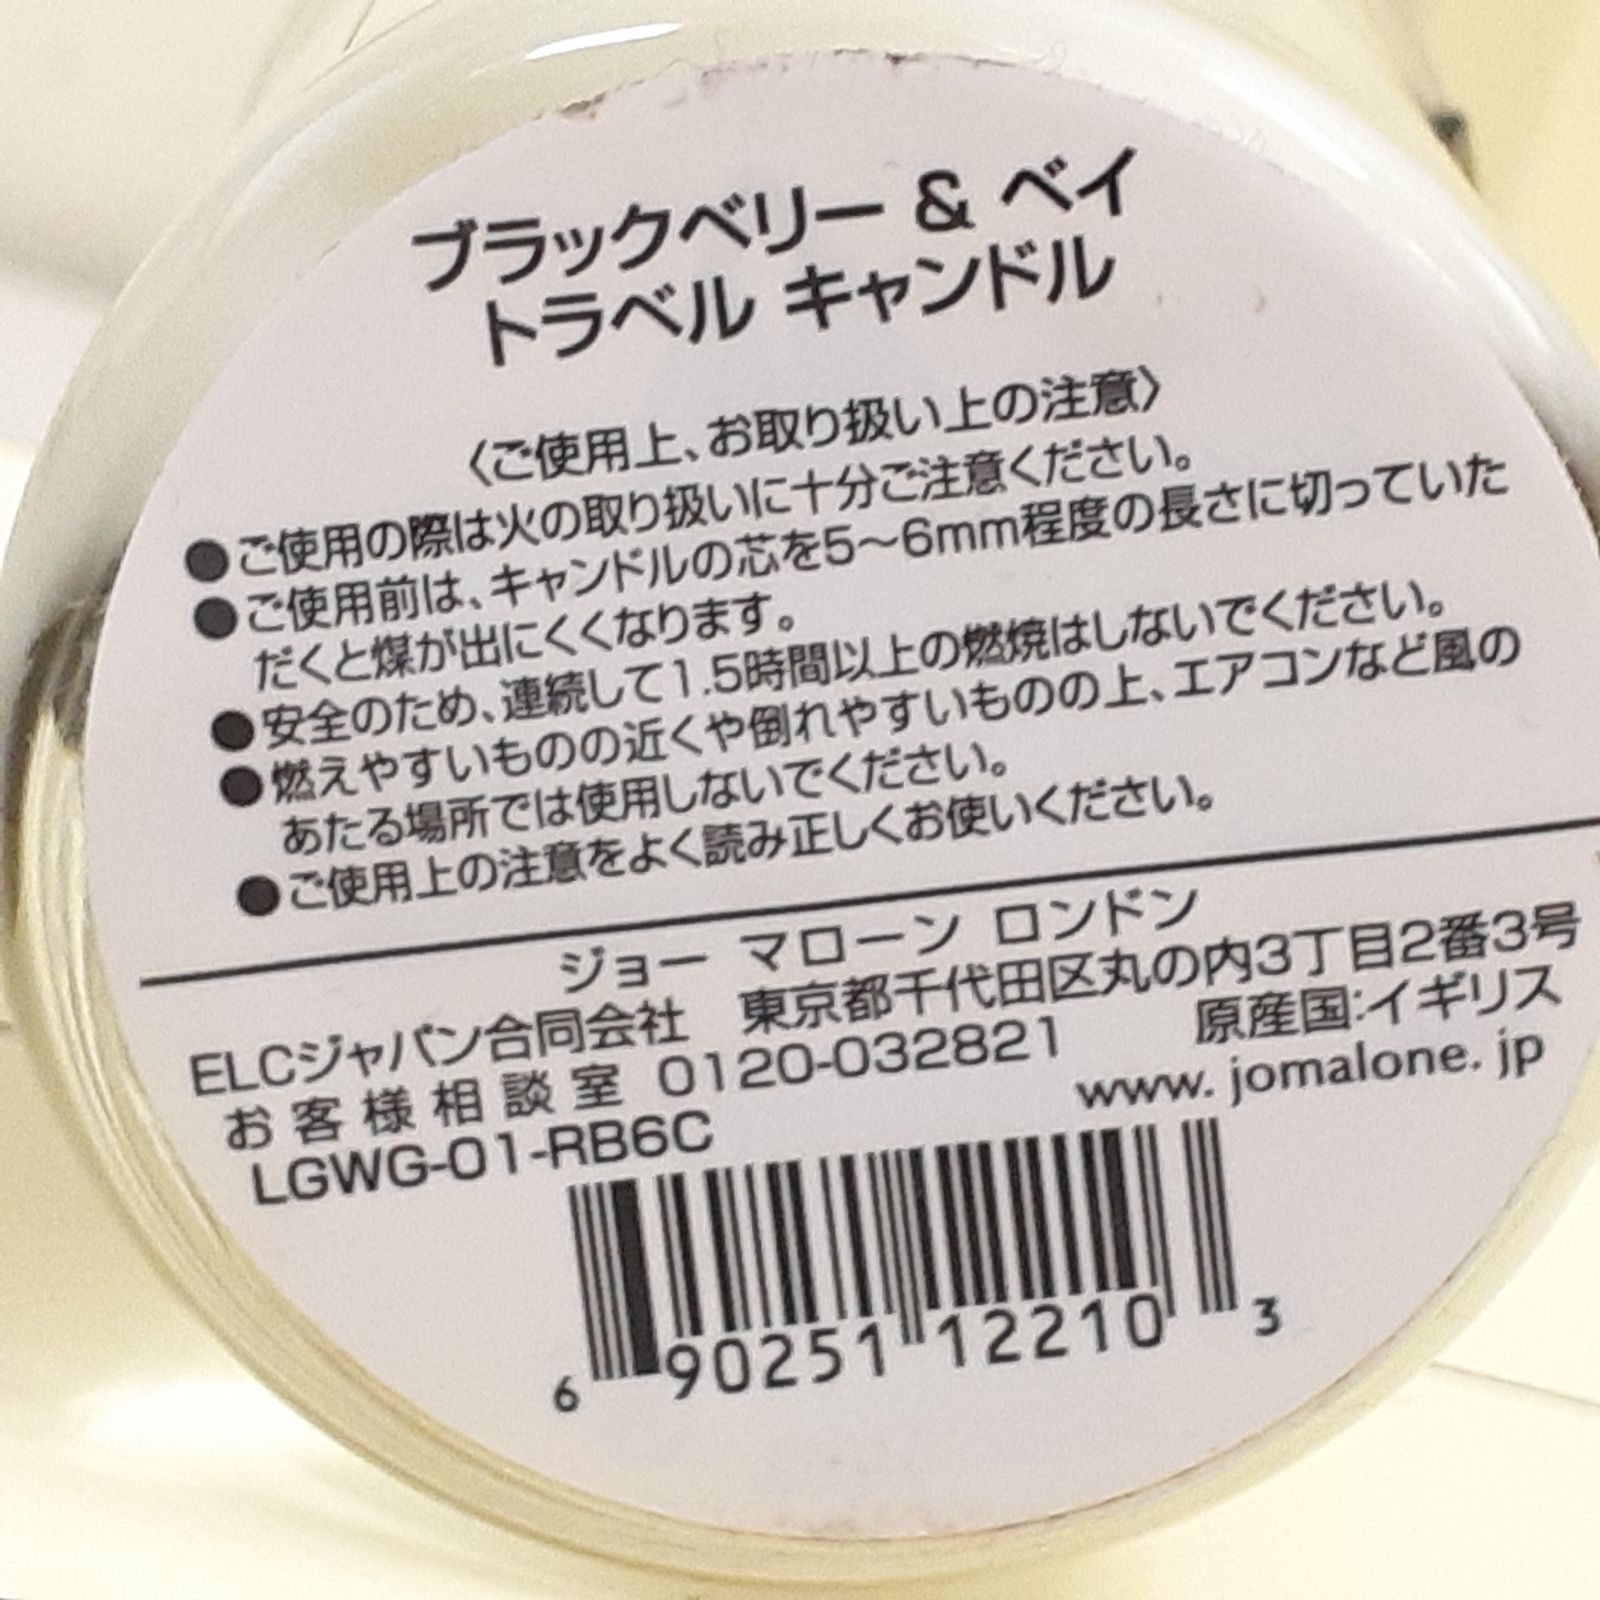 ブラックベリー & ベイ
トラベル キャンドル
〈ご使用上、お取り扱い上の注意〉
●ご使用の際は火の取り扱いに十分ご注意ください。
●ご使用前は、キャンドルの芯を5～6mm程度の長さに切っていた
だくと煤が出にくくなります。
●安全のため、連続して1.5時間以上の燃焼はしないでください。
●燃えやすいものの近くや倒れやすいものの上、エアコンなど風の
あたる場所では使用しないでください。
●ご使用上の注意をよく読み正しくお使いください。
ジョー マローン ロンドン
ELCジャパン合同会社 東京都千代田区丸の内3丁目2番3号
お客様相談室 0120-032821 原産国:イギリス
LGWG-01-RB6C www.jomalone.jp
6 90251 12210 3